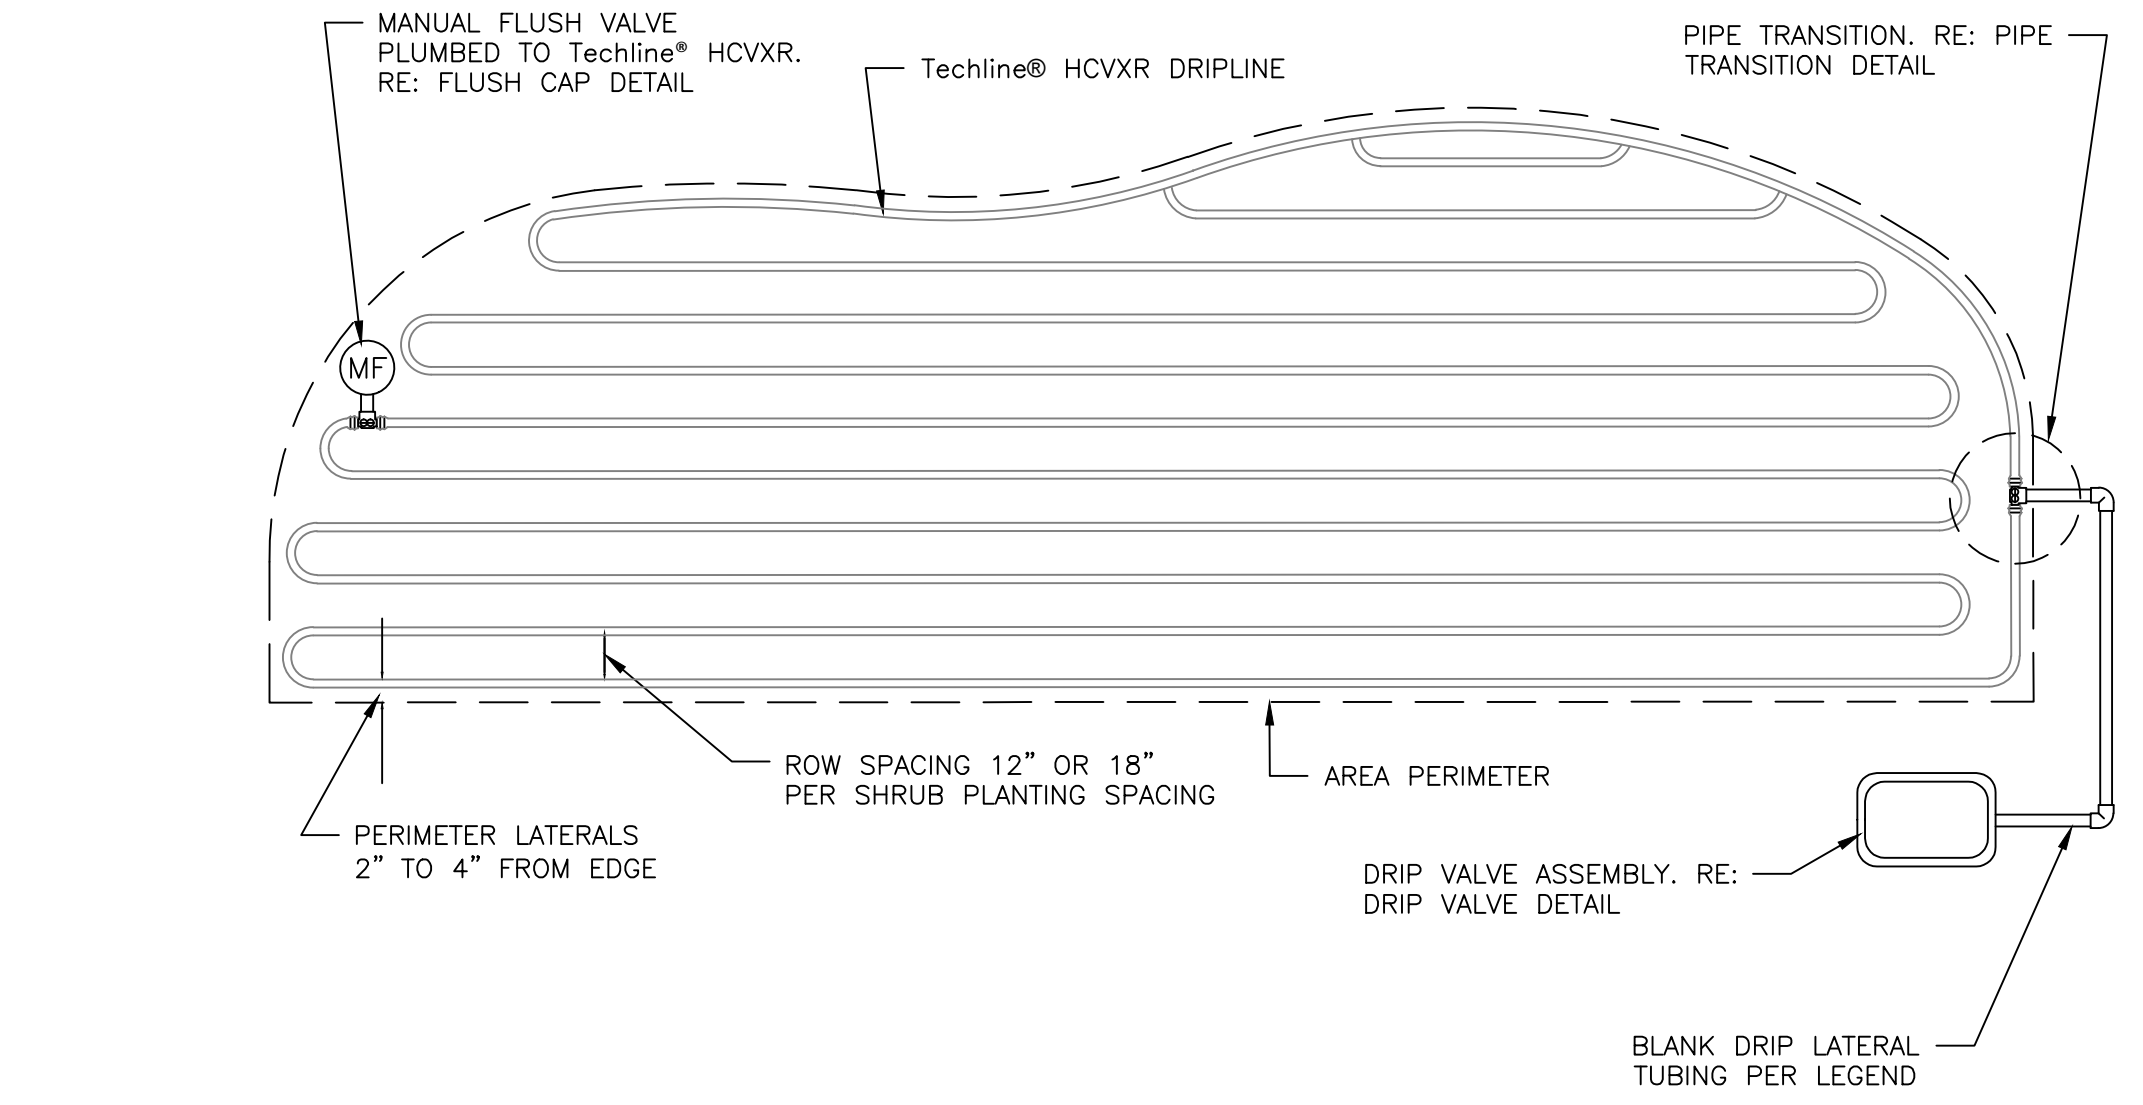 MANUAL FLUSH VALVE
PLUMBED TO Techline® HCVXR.
RE: FLUSH CAP DETAIL
Techline® HCVXR DRIPLINE
PIPE TRANSITION. RE: PIPE
TRANSITION DETAIL
MF
ROW SPACING 12” OR 18”
PER SHRUB PLANTING SPACING
AREA PERIMETER
PERIMETER LATERALS
2” TO 4” FROM EDGE
DRIP VALVE ASSEMBLY. RE:
DRIP VALVE DETAIL
BLANK DRIP LATERAL
TUBING PER LEGEND